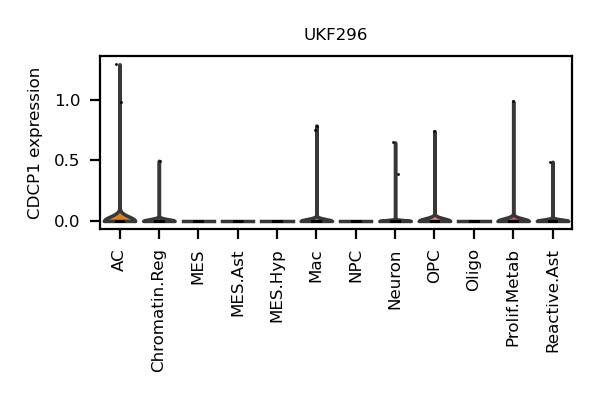 UKF296
CDCP1 expression
1.0
0.5
0.0
AC
Chromatin.Reg
MES
MES.Ast
MES.Hyp
Mac
NPC
Neuron
OPC
Oligo
Prolif.Metab
Reactive.Ast